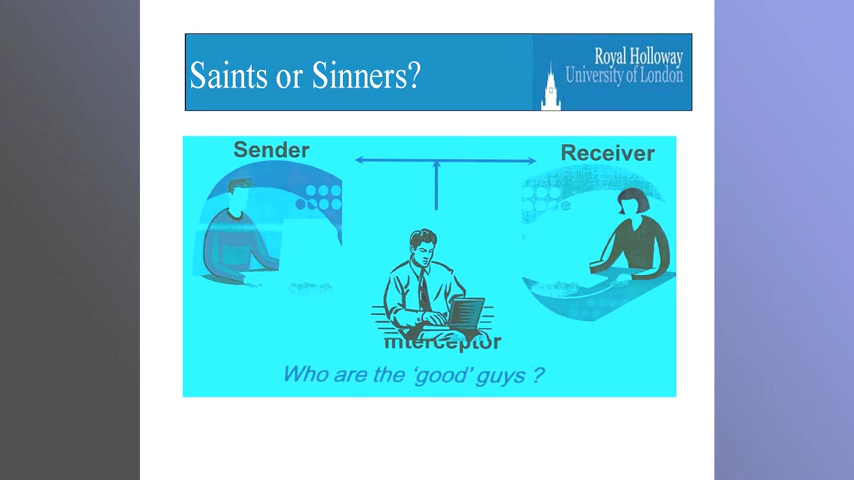 Saints or Sinners?
Royal Holloway
University of London
Sender
Receiver
Interceptor
Who are the ‘good’ guys ?